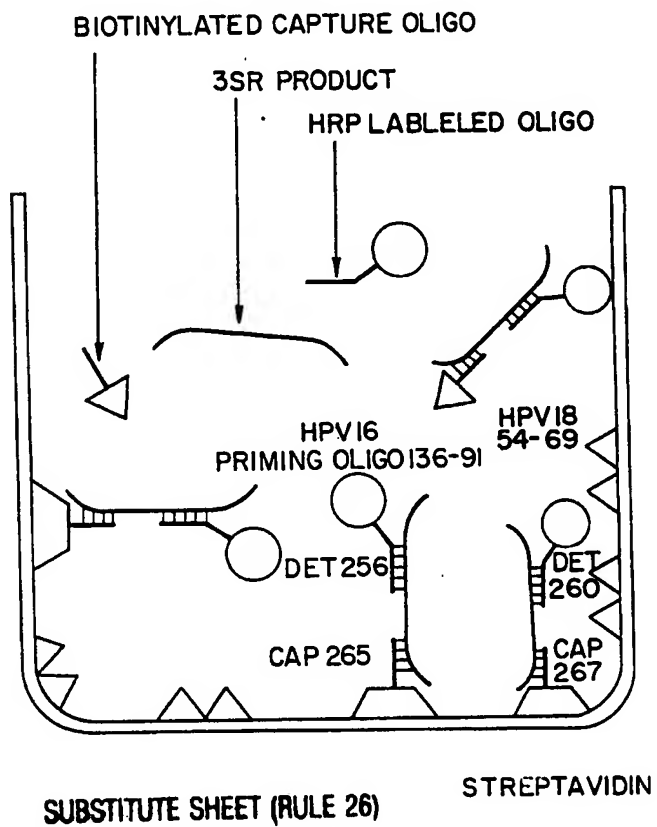 BIOTINYLATED CAPTURE OLIGO
3SR PRODUCT
HRP LABLELED OLIGO
HPV16
PRIMING OLIGO 136-91
HPV18
54-69
DET 256
DET
260
CAP 265
CAP
267
STREPTAVIDIN
SUBSTITUTE SHEET (RULE 26)